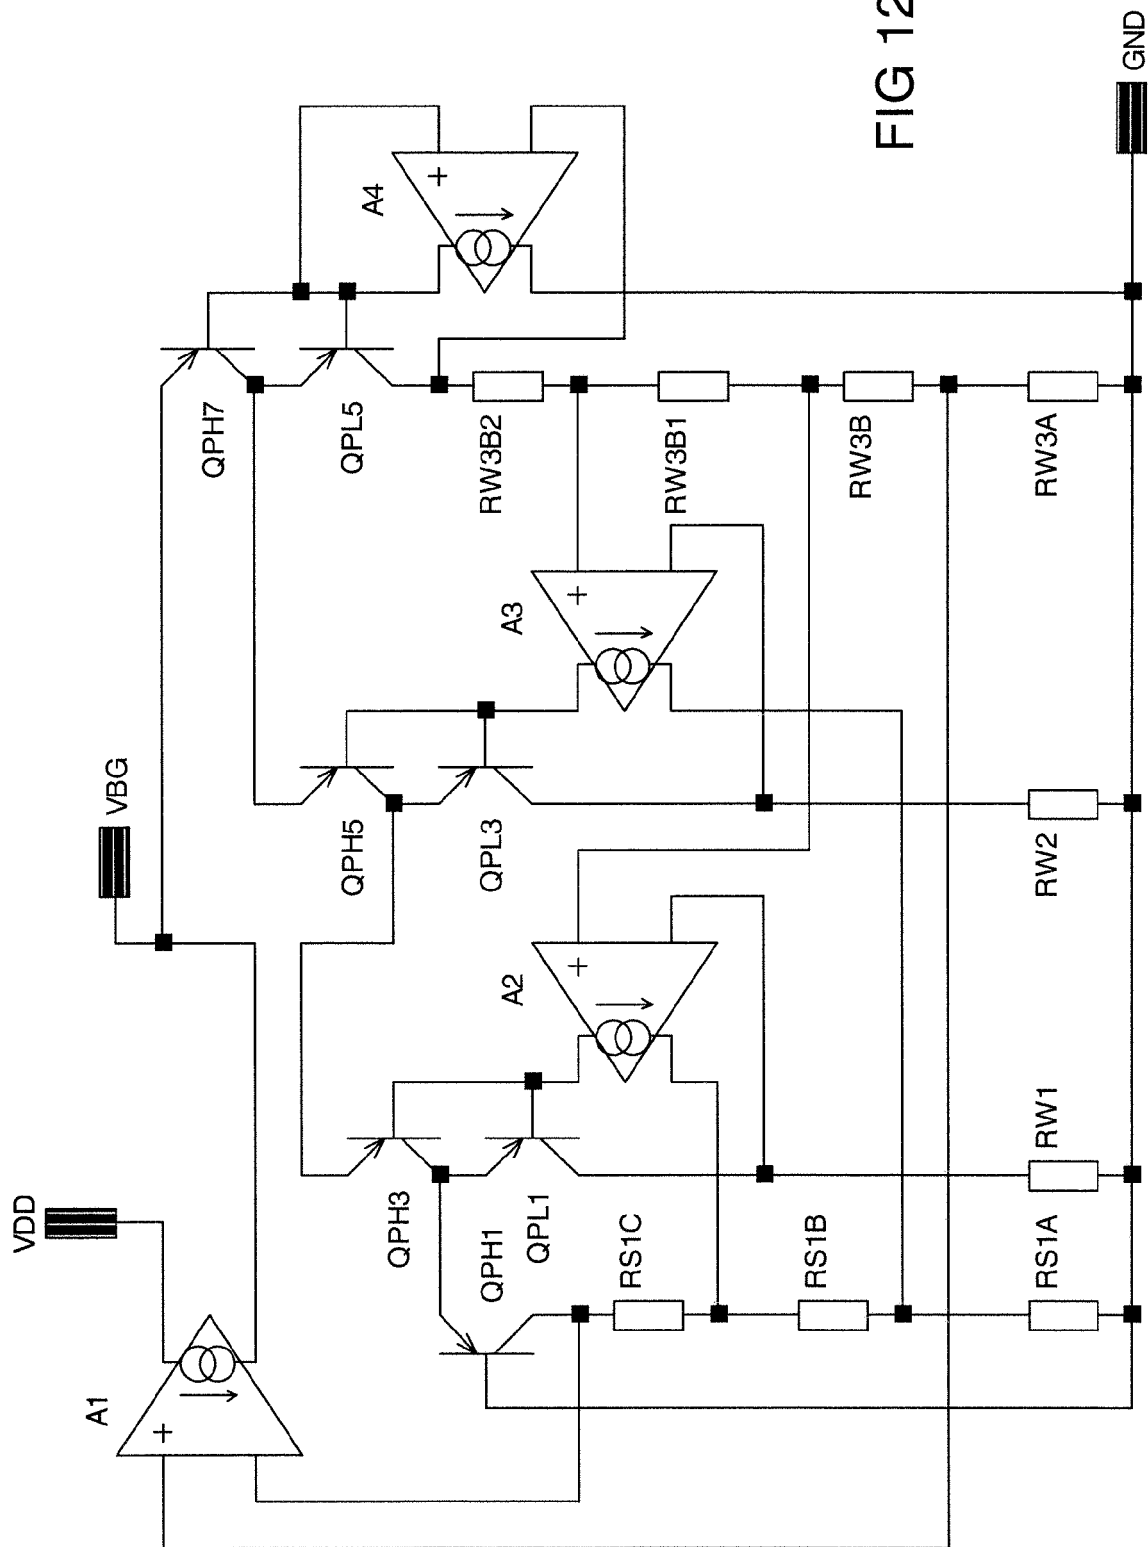 FIG 12
GND
VDD
VBG
A1
A2
A3
A4
+
+
+
+
QPH7
QPL5
QPH5
QPL3
QPH3
QPL1
QPH1
RW3B2
RW3B1
RW3B
RW3A
RW2
RW1
RS1C
RS1B
RS1A